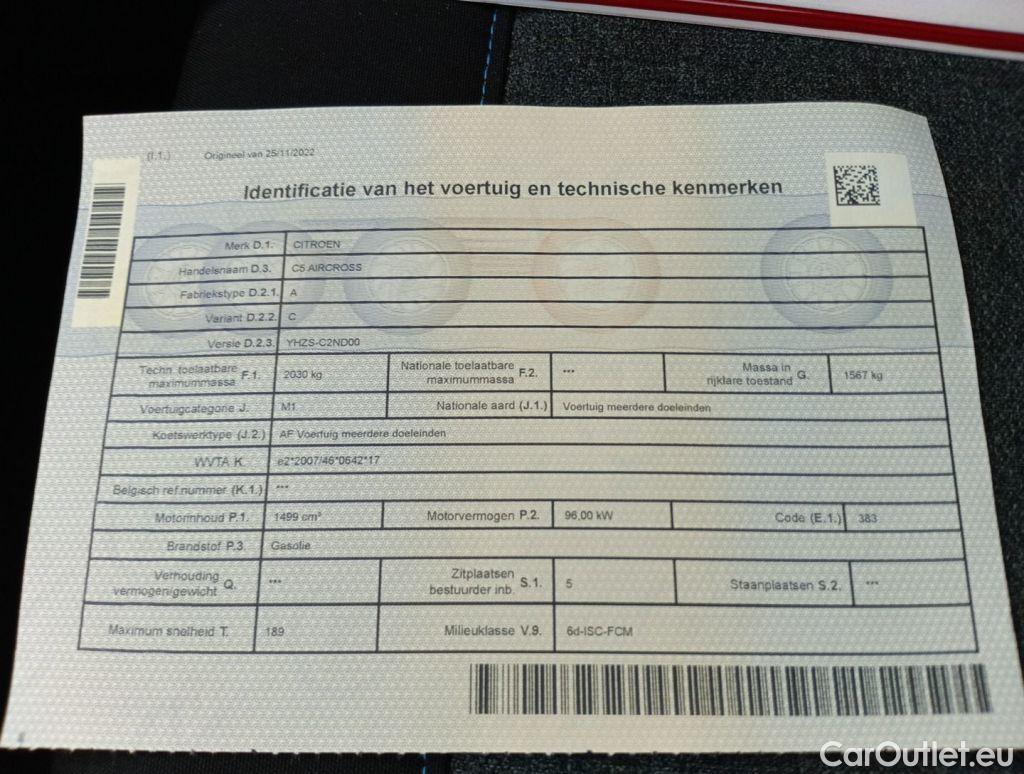 (I.1.) Origineel van 25/11/2022
Identificatie van het voertuig en technische kenmerken
Merk D.1. CITROEN
Handelsnaam D.3. C5 AIRCROSS
Fabriekstype D.2.1. A
Variant D.2.2. C
Versie D.2.3. YHZS-C2ND00
Techn. toelaatbare maximummassa F.1. 2030 kg Nationale toelaatbare maximummassa F.2. *** Massa in rijklare toestand G. 1567 kg
Voertuigcategorie J. M1 Nationale aard (J.1.) Voertuig meerdere doeleinden
Koetswerktype (J.2.) AF Voertuig meerdere doeleinden
WVTA K. e2*2007/46*0642*17
Belgisch ref.nummer (K.1.) ***
Motorinhoud P.1. 1499 cm³ Motorvermogen P.2. 96,00 kW Code (E.1.) 383
Brandstof P.3. Gasolie
Verhouding vermogen/gewicht Q. *** Zitplaatsen bestuurder inb. S.1. 5 Staanplaatsen S.2. ***
Maximum snelheid T. 189 Milieuklasse V.9. 6d-ISC-FCM
4
CarOutlet.eu